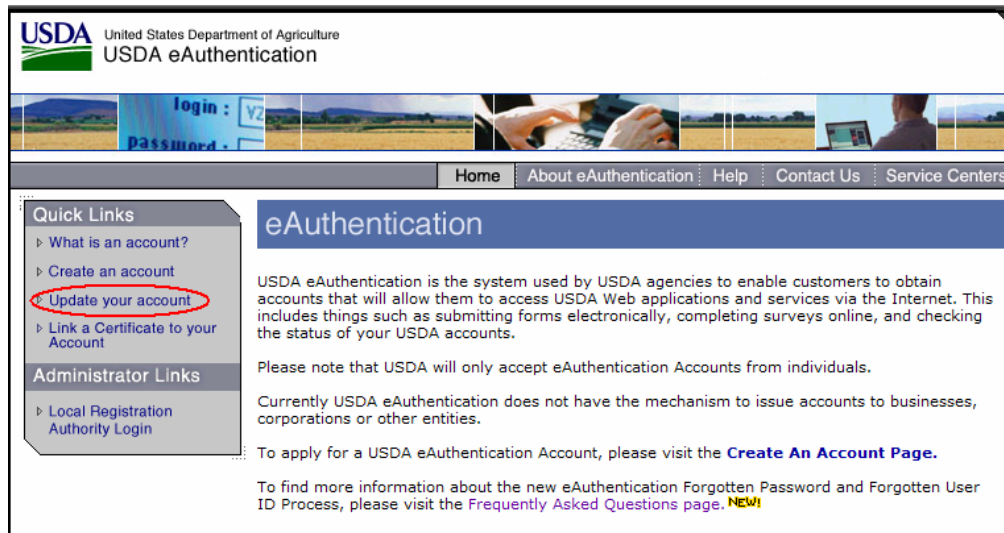 USDA
United States Department of Agriculture
USDA eAuthentication
login :
password :
Home About eAuthentication Help Contact Us Service Centers
Quick Links
What is an account?
Create an account
Update your account
Link a Certificate to your
Account
Administrator Links
Local Registration
Authority Login
eAuthentication
USDA eAuthentication is the system used by USDA agencies to enable customers to obtain
accounts that will allow them to access USDA Web applications and services via the Internet. This
includes things such as submitting forms electronically, completing surveys online, and checking
the status of your USDA accounts.
Please note that USDA will only accept eAuthentication Accounts from individuals.
Currently USDA eAuthentication does not have the mechanism to issue accounts to businesses,
corporations or other entities.
To apply for a USDA eAuthentication Account, please visit the Create An Account Page.
To find more information about the new eAuthentication Forgotten Password and Forgotten User
ID Process, please visit the Frequently Asked Questions page. NEW!